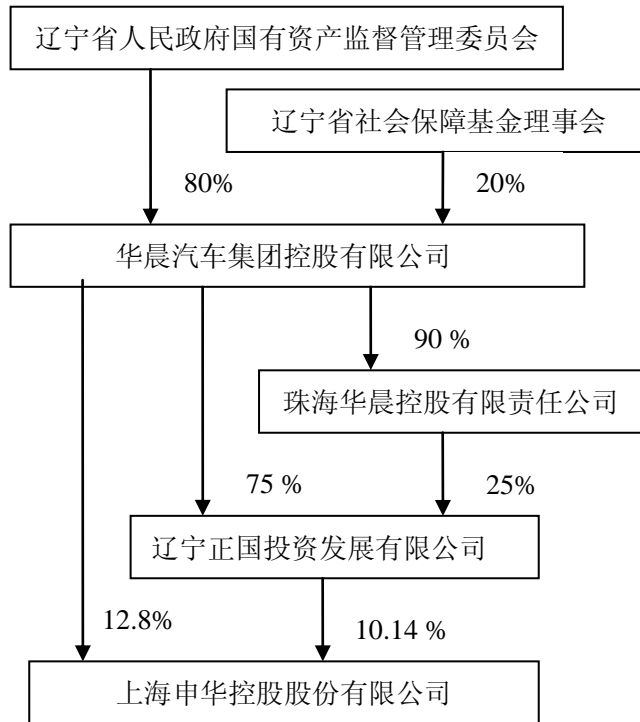 辽宁省人民政府国有资产监督管理委员会
辽宁省社会保障基金理事会
80%
20%
华晨汽车集团控股有限公司
90 %
珠海华晨控股有限责任公司
75 %
25%
辽宁正国投资发展有限公司
12.8%
10.14 %
上海申华控股股份有限公司